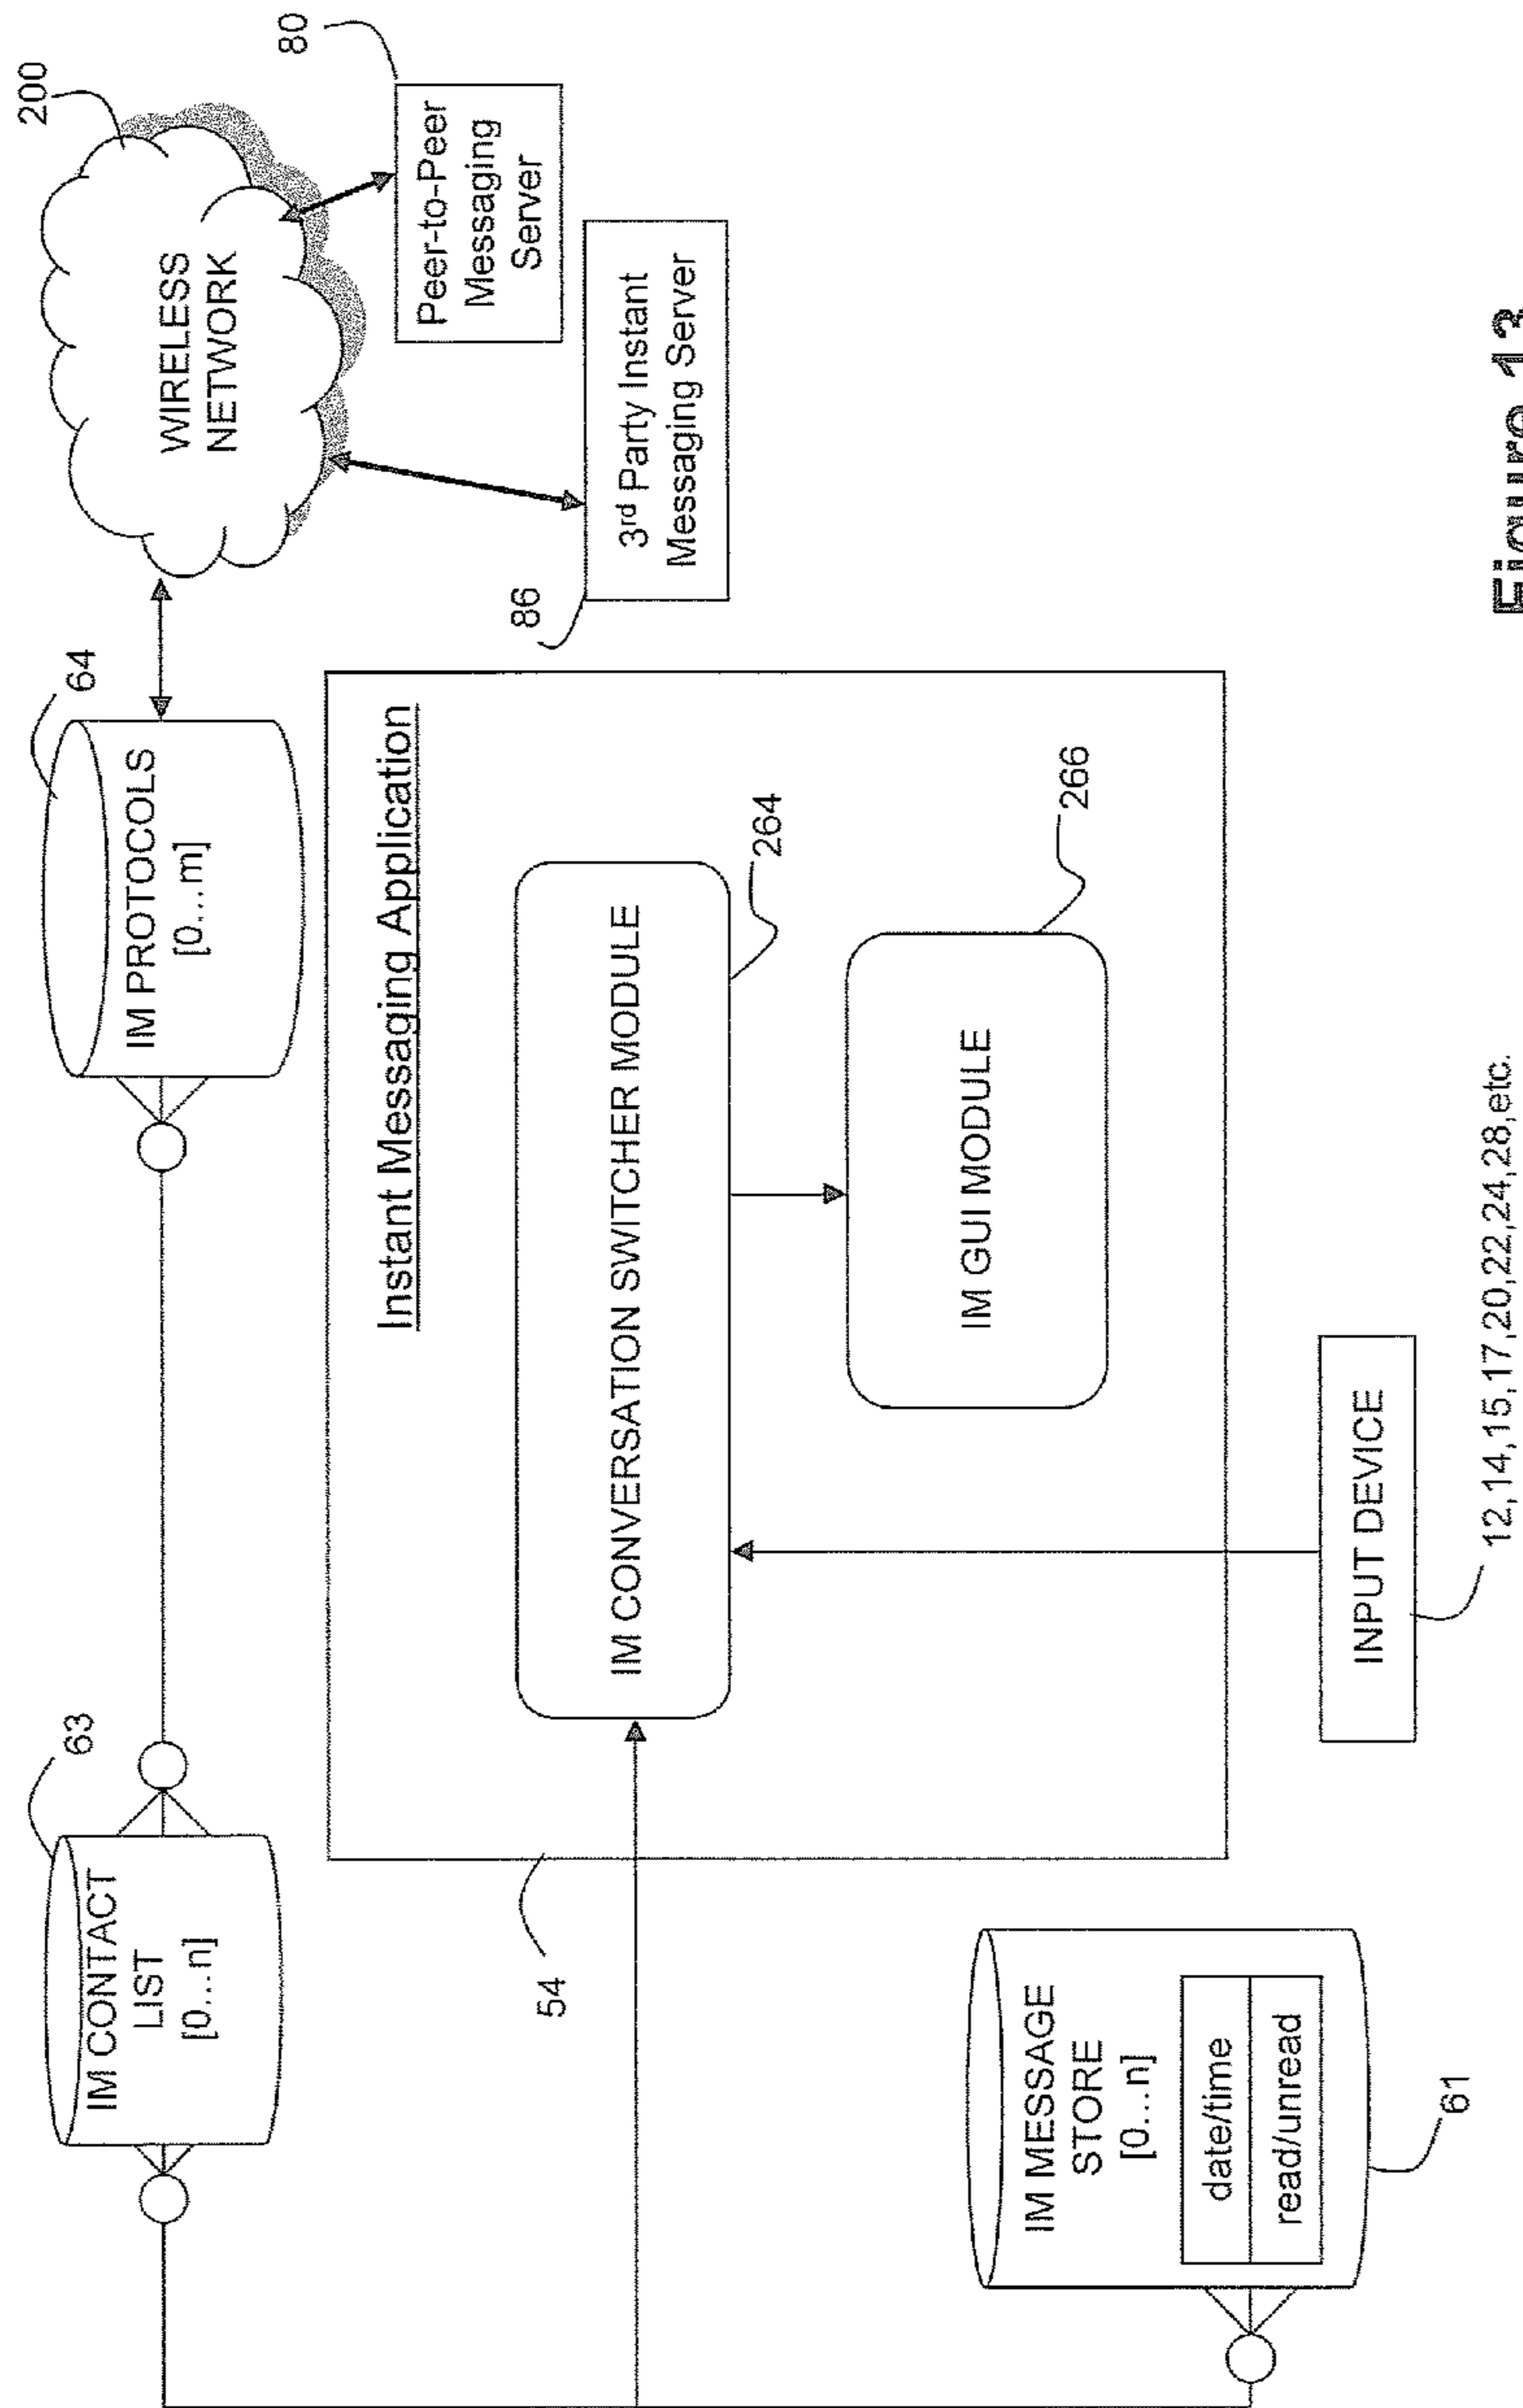 63
IM CONTACT
LIST
[0...n]
64
IM PROTOCOLS
[0...m]
200
WIRELESS
NETWORK
80
Peer-to-Peer
Messaging
Server
86
3rd Party Instant
Messaging Server
54
Instant Messaging Application
IM CONVERSATION SWITCHER MODULE
264
IM GUI MODULE
266
IM MESSAGE
STORE
[0...n]
date/time
read/unread
61
INPUT DEVICE
12,14,15,17,20,22,24,28,etc.
Figure 13